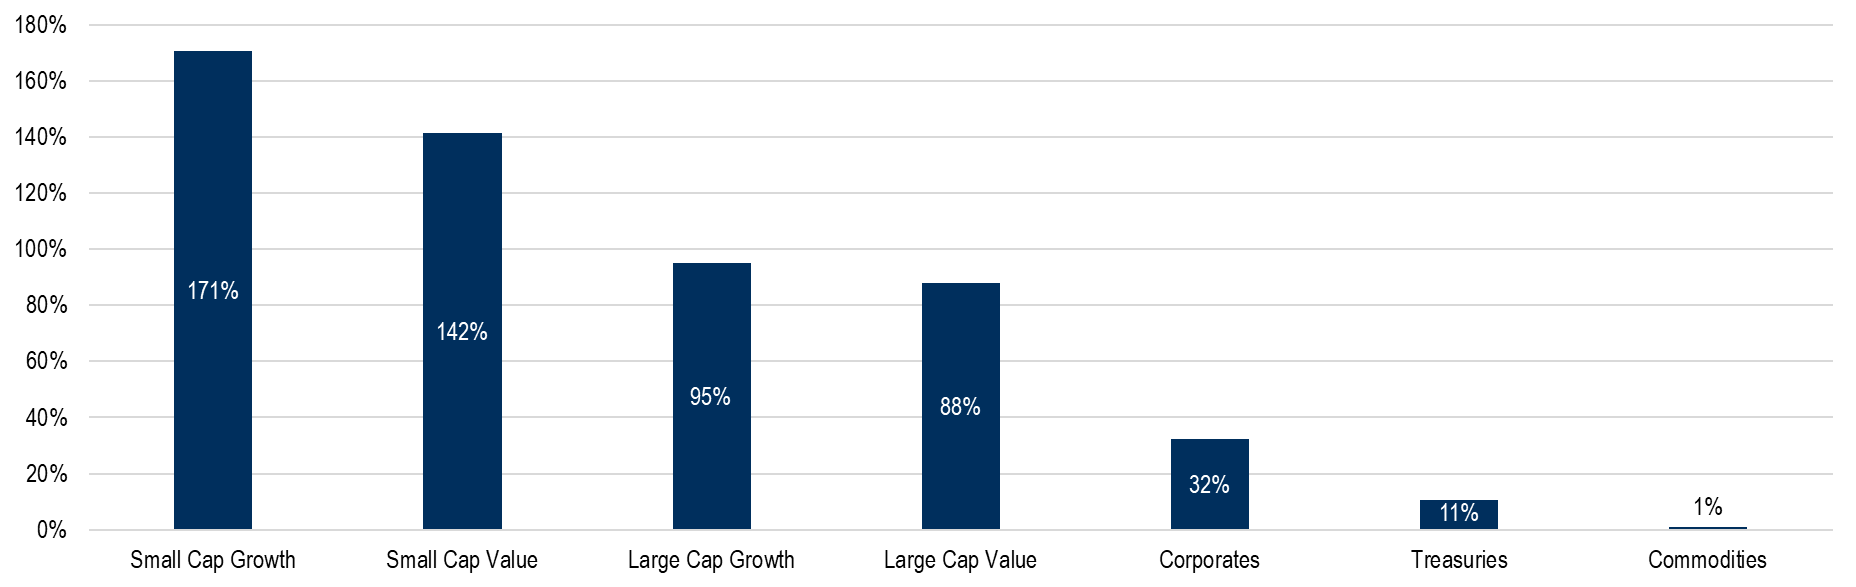 180%
160%
140%
120%
100%
80%
60%
40%
20%
0%
171%
142%
95%
88%
32%
11%
1%
Small Cap Growth
Small Cap Value
Large Cap Growth
Large Cap Value
Corporates
Treasuries
Commodities